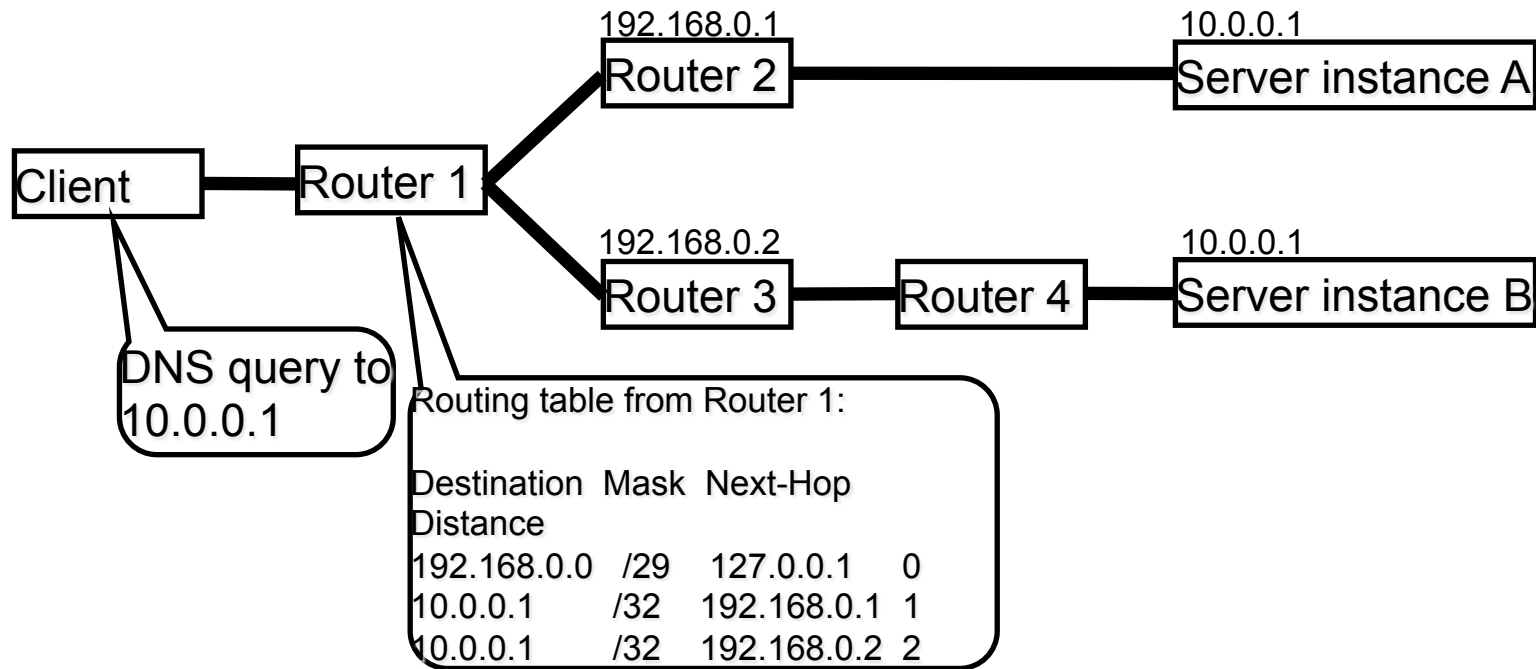 192.168.0.1
10.0.0.1
Router 2
Server instance A
Client
Router 1
192.168.0.2
10.0.0.1
Router 3
Router 4
Server instance B
DNS query to
10.0.0.1
Routing table from Router 1:
Destination Mask Next-Hop
Distance
192.168.0.0 /29 127.0.0.1 0
10.0.0.1 /32 192.168.0.1 1
10.0.0.1 /32 192.168.0.2 2